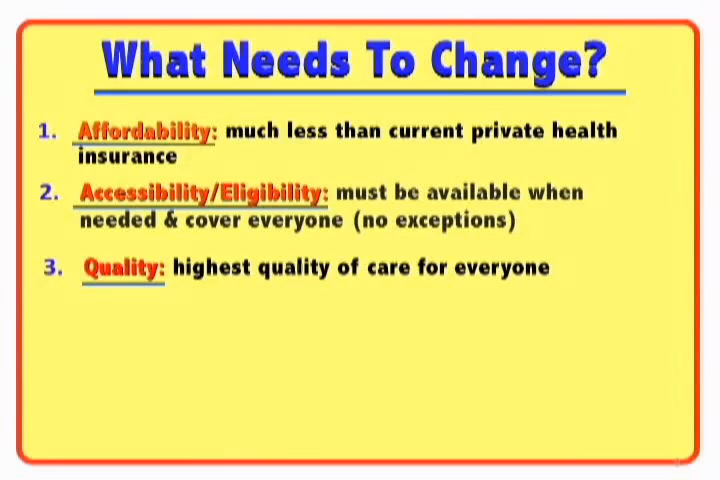 What Needs To Change?
1. Affordability: much less than current private health
insurance
2. Accessibility/Eligibility: must be available when
needed & cover everyone (no exceptions)
3. Quality: highest quality of care for everyone